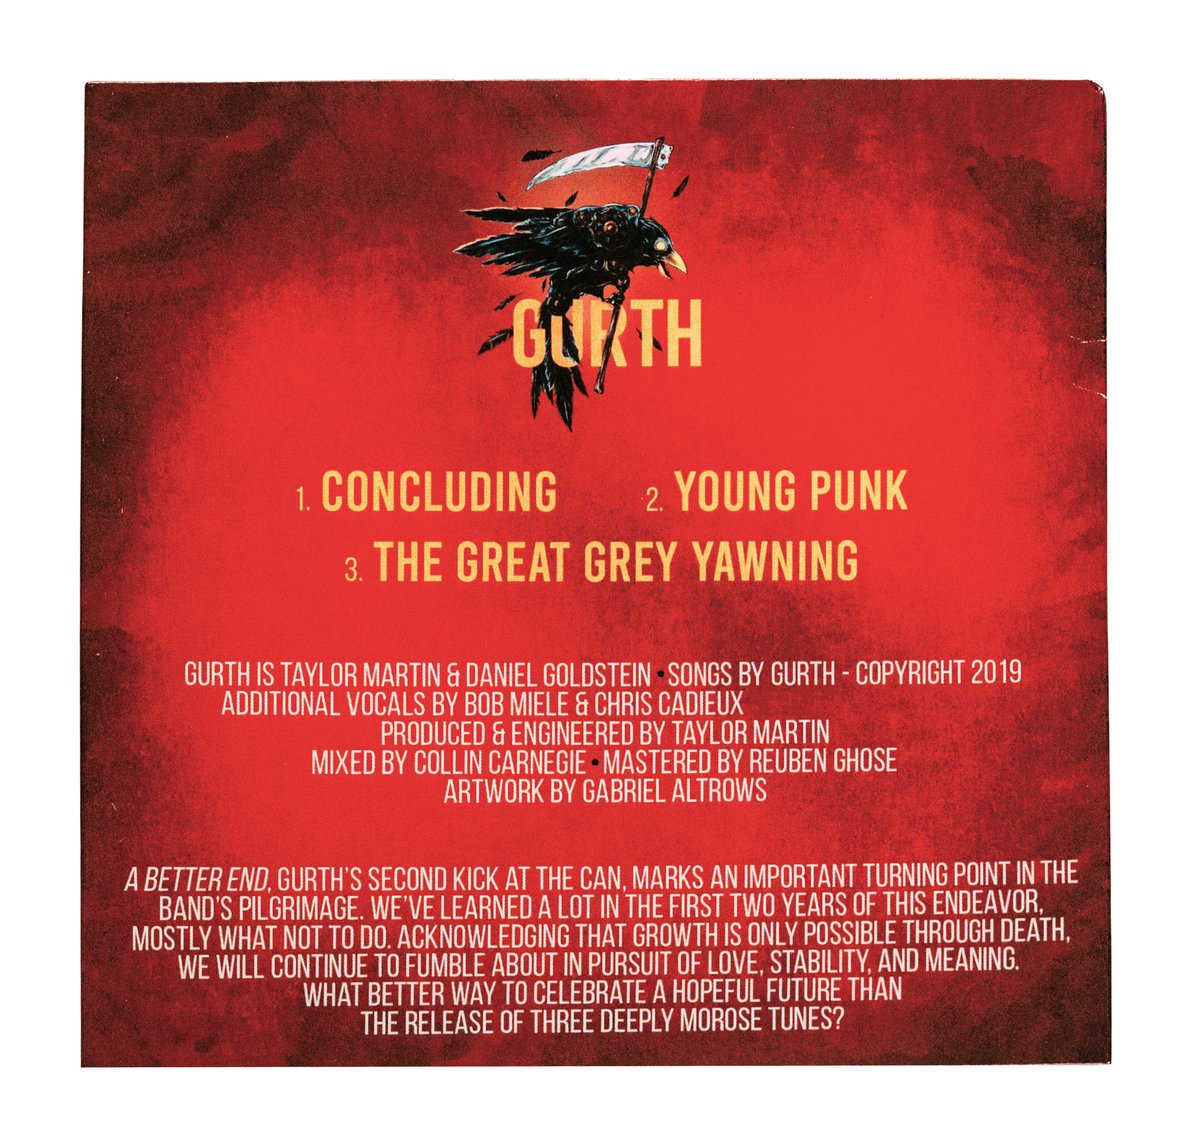 GURTH
1. CONCLUDING 2. YOUNG PUNK
3. THE GREAT GREY YAWNING
GURTH IS TAYLOR MARTIN & DANIEL GOLDSTEIN • SONGS BY GURTH - COPYRIGHT 2019
ADDITIONAL VOCALS BY BOB MIELE & CHRIS CADIEUX
PRODUCED & ENGINEERED BY TAYLOR MARTIN
MIXED BY COLLIN CARNEGIE • MASTERED BY REUBEN GHOSE
ARTWORK BY GABRIEL ALTROWS
A BETTER END, GURTH'S SECOND KICK AT THE CAN, MARKS AN IMPORTANT TURNING POINT IN THE
BAND'S PILGRIMAGE. WE'VE LEARNED A LOT IN THE FIRST TWO YEARS OF THIS ENDEAVOR,
MOSTLY WHAT NOT TO DO. ACKNOWLEDGING THAT GROWTH IS ONLY POSSIBLE THROUGH DEATH,
WE WILL CONTINUE TO FUMBLE ABOUT IN PURSUIT OF LOVE, STABILITY, AND MEANING.
WHAT BETTER WAY TO CELEBRATE A HOPEFUL FUTURE THAN
THE RELEASE OF THREE DEEPLY MOROSE TUNES?